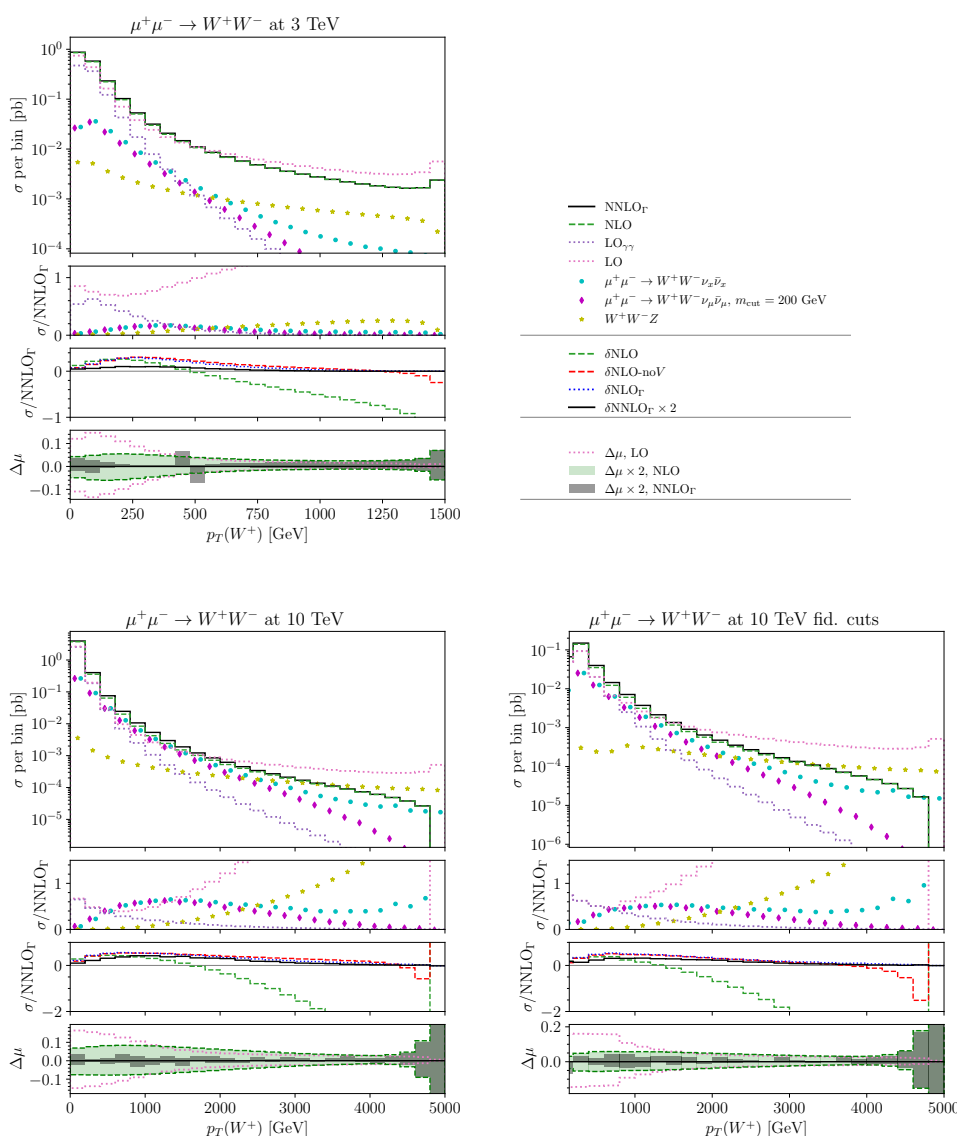 μ⁺μ⁻ → W⁺W⁻ at 3 TeV
10⁰
10⁻¹
10⁻²
10⁻³
10⁻⁴
σ per bin [pb]
1
0
σ/NNLO_Γ
0
−1
σ/NNLO_Γ
0.1
0.0
−0.1
Δμ
0 250 500 750 1000 1250 1500
p_T(W⁺) [GeV]
NNLO_Γ
NLO
LO_γγ
LO
μ⁺μ⁻ → W⁺W⁻ν_xν̄_x
μ⁺μ⁻ → W⁺W⁻ν_μν̄_μ, m_cut = 200 GeV
W⁺W⁻Z
δNLO
δNLO-noV
δNLO_Γ
δNNLO_Γ × 2
Δμ, LO
Δμ × 2, NLO
Δμ × 2, NNLO_Γ
μ⁺μ⁻ → W⁺W⁻ at 10 TeV
10⁰
10⁻¹
10⁻²
10⁻³
10⁻⁴
10⁻⁵
σ per bin [pb]
1
0
σ/NNLO_Γ
0
−2
σ/NNLO_Γ
0.1
0.0
−0.1
Δμ
0 1000 2000 3000 4000 5000
p_T(W⁺) [GeV]
μ⁺μ⁻ → W⁺W⁻ at 10 TeV fid. cuts
10⁻¹
10⁻²
10⁻³
10⁻⁴
10⁻⁵
10⁻⁶
σ per bin [pb]
1
0
σ/NNLO_Γ
0
−2
σ/NNLO_Γ
0.2
0.0
Δμ
1000 2000 3000 4000 5000
p_T(W⁺) [GeV]